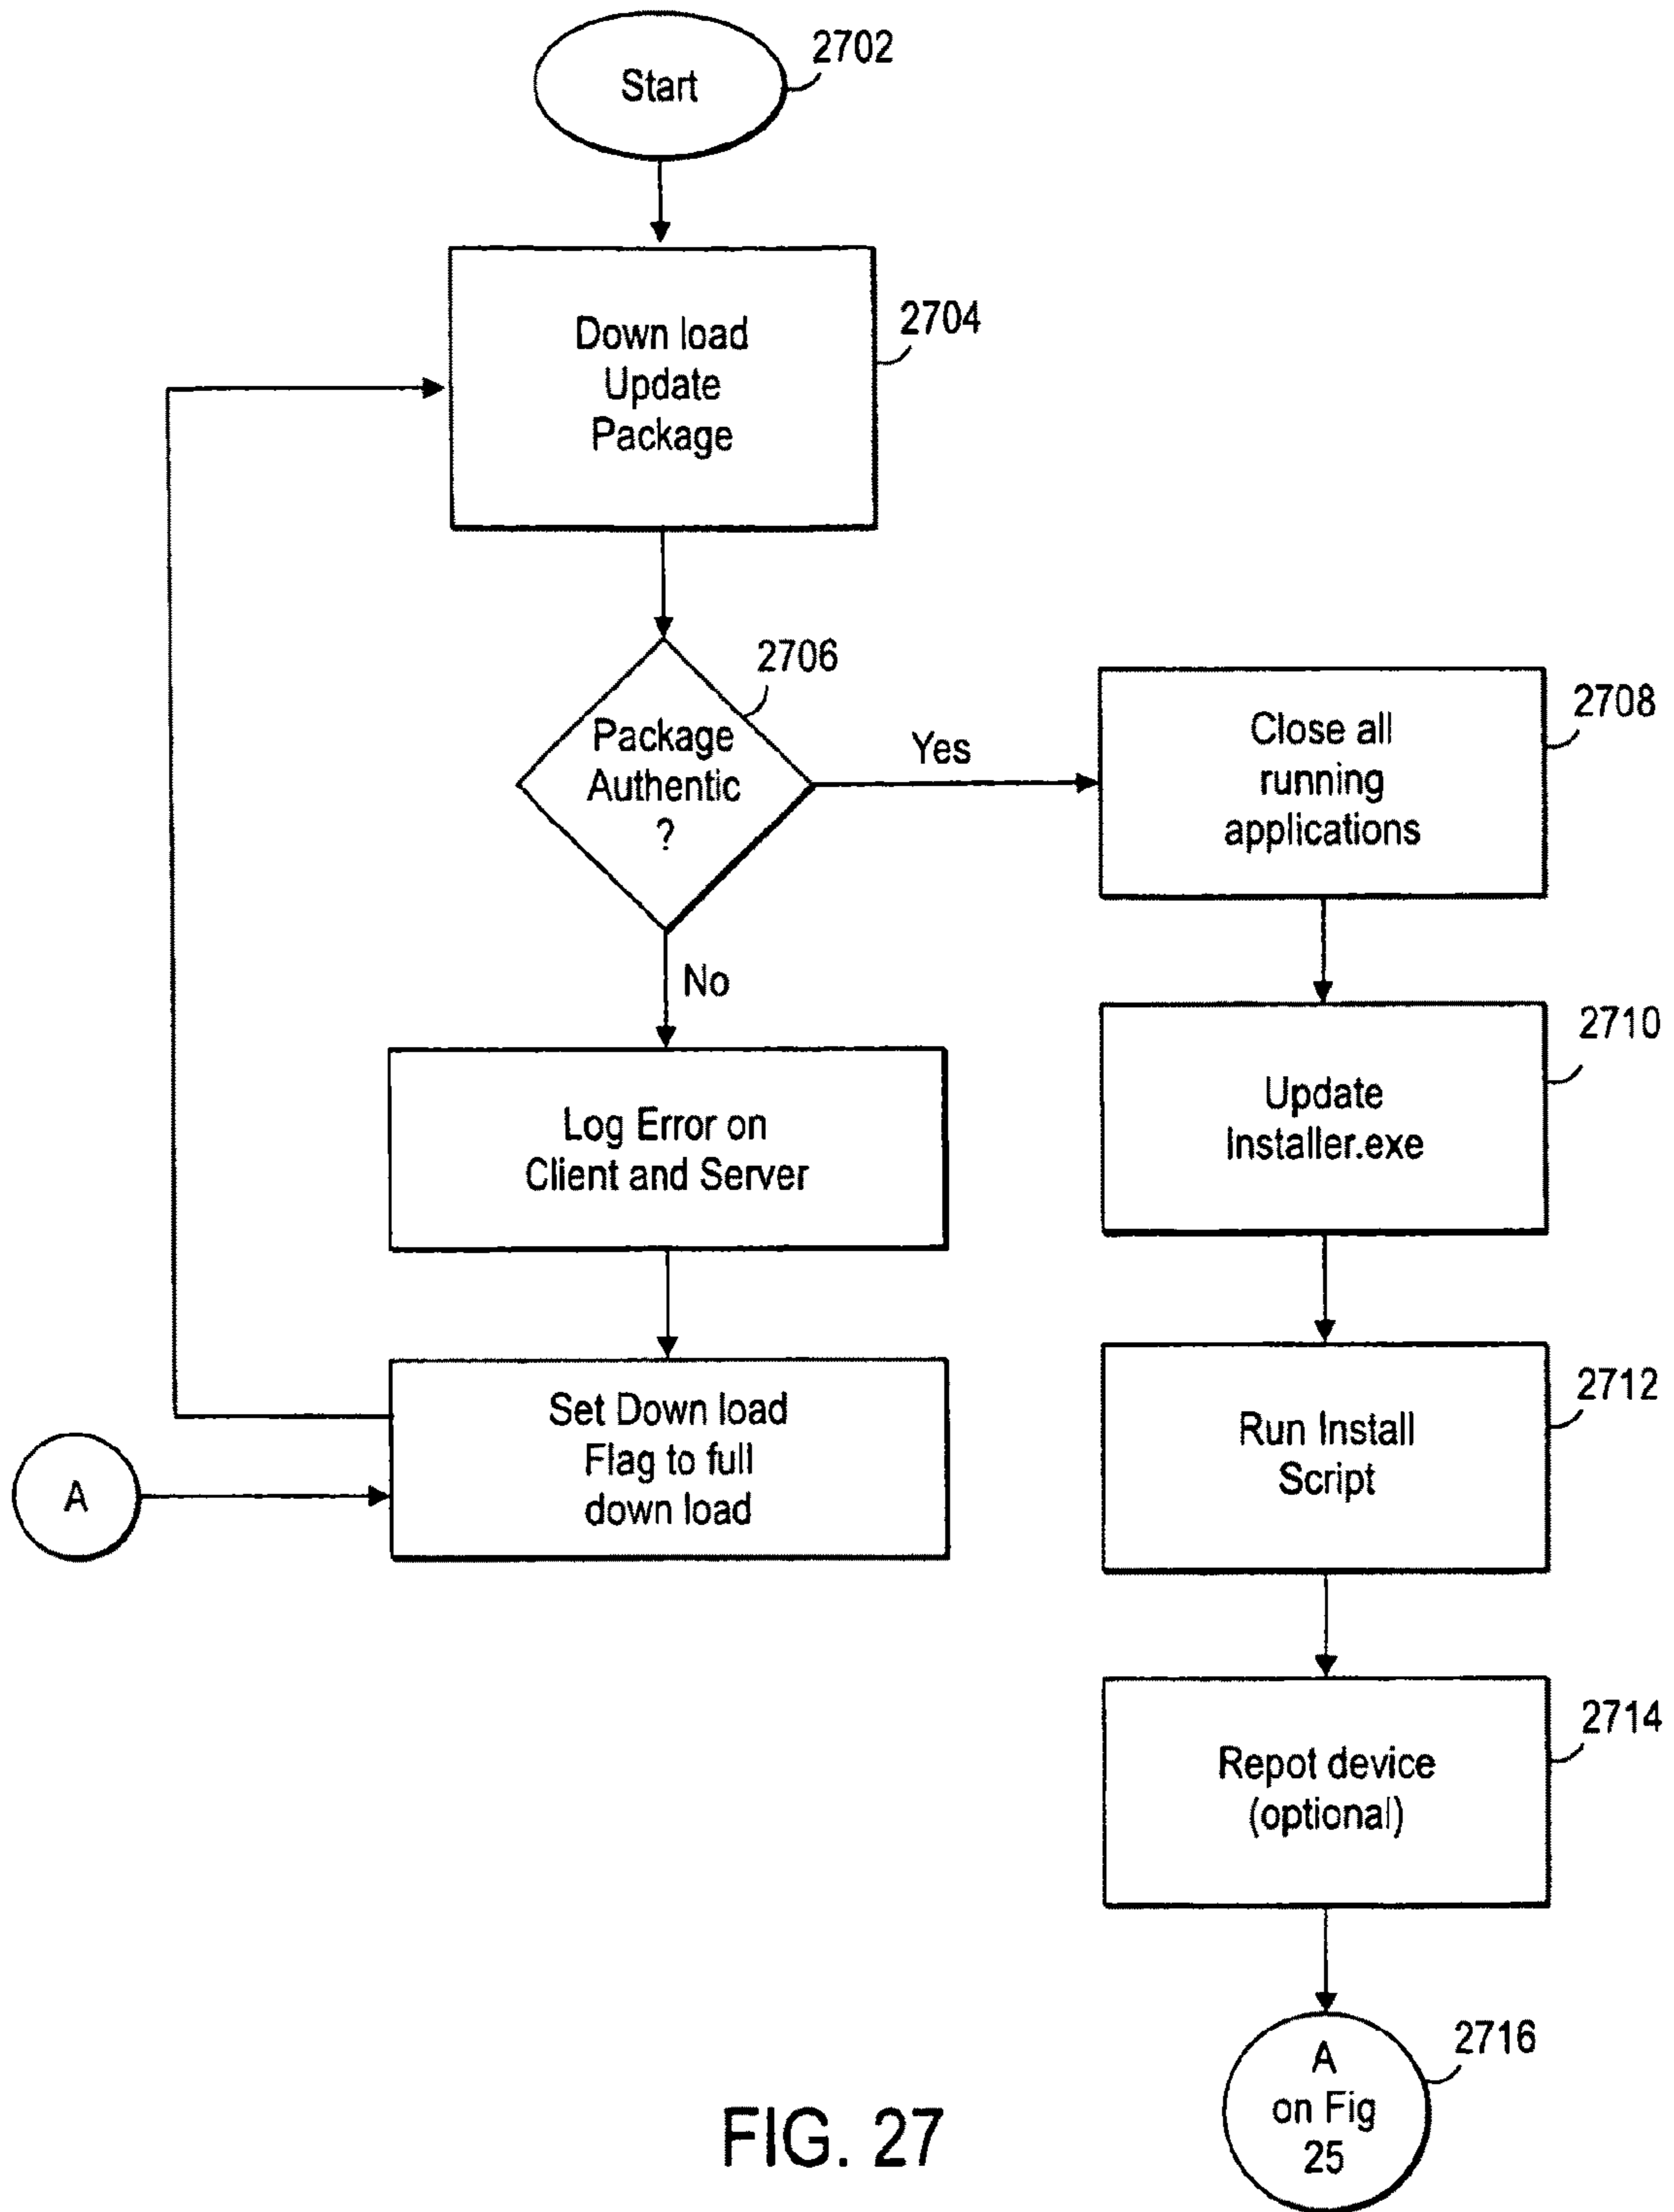 Start
2702
Down load
Update
Package
2704
Package
Authentic
?
2706
Yes
No
Close all
running
applications
2708
Update
Installer.exe
2710
Log Error on
Client and Server
Set Down load
Flag to full
down load
A
Run Install
Script
2712
Repot device
(optional)
2714
A
on Fig
25
2716
FIG. 27